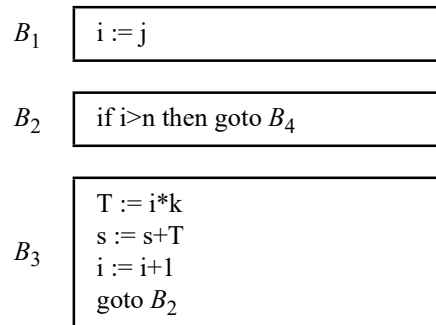 B1 i := j
B2 if i>n then goto B4
T := i*k
s := s+T
B3 i := i+1
goto B2